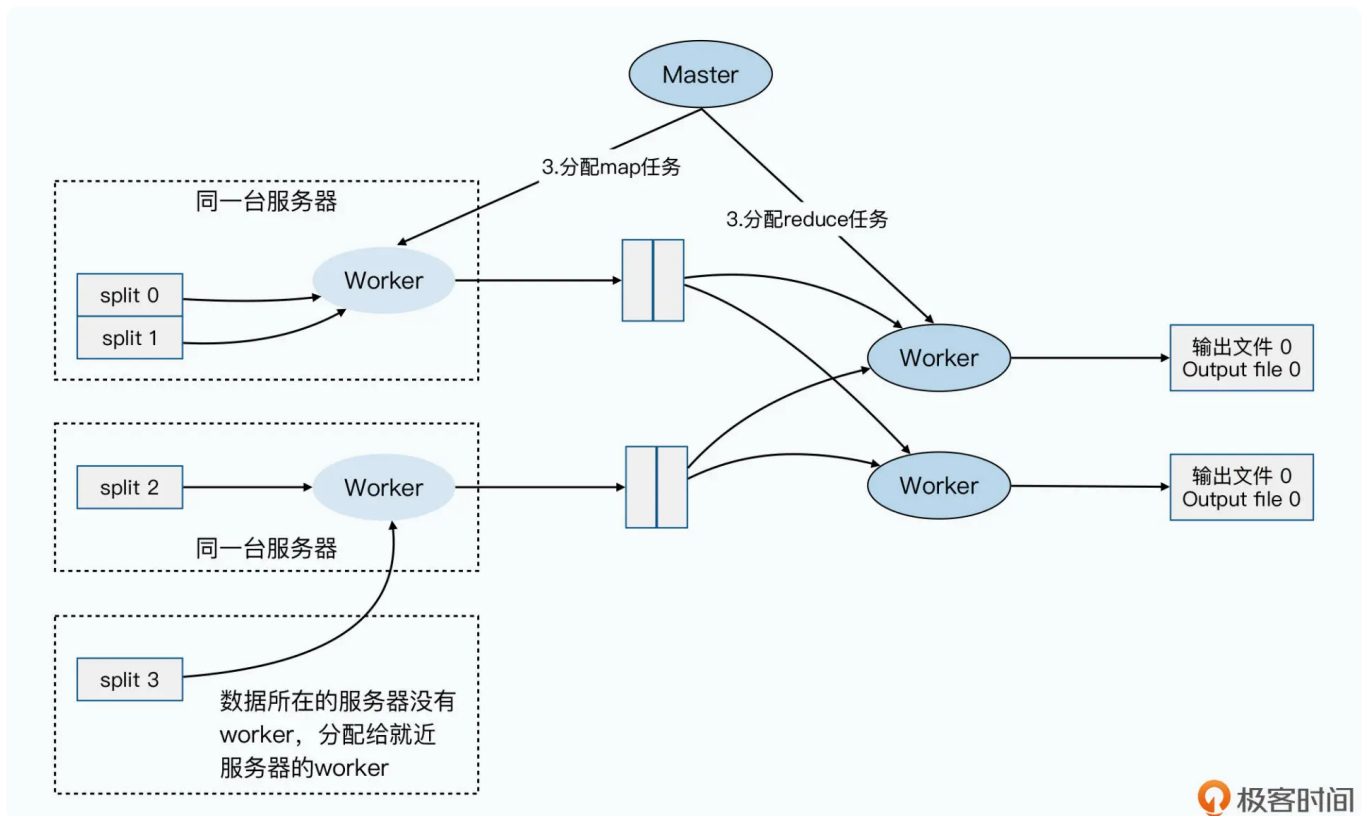 Master
3.分配map任务
同一台服务器
3.分配reduce任务
split 0
split 1
Worker
Worker
输出文件 0
Output file 0
split 2
Worker
同一台服务器
Worker
输出文件 0
Output file 0
split 3
数据所在的服务器没有
worker，分配给就近
服务器的worker
极客时间